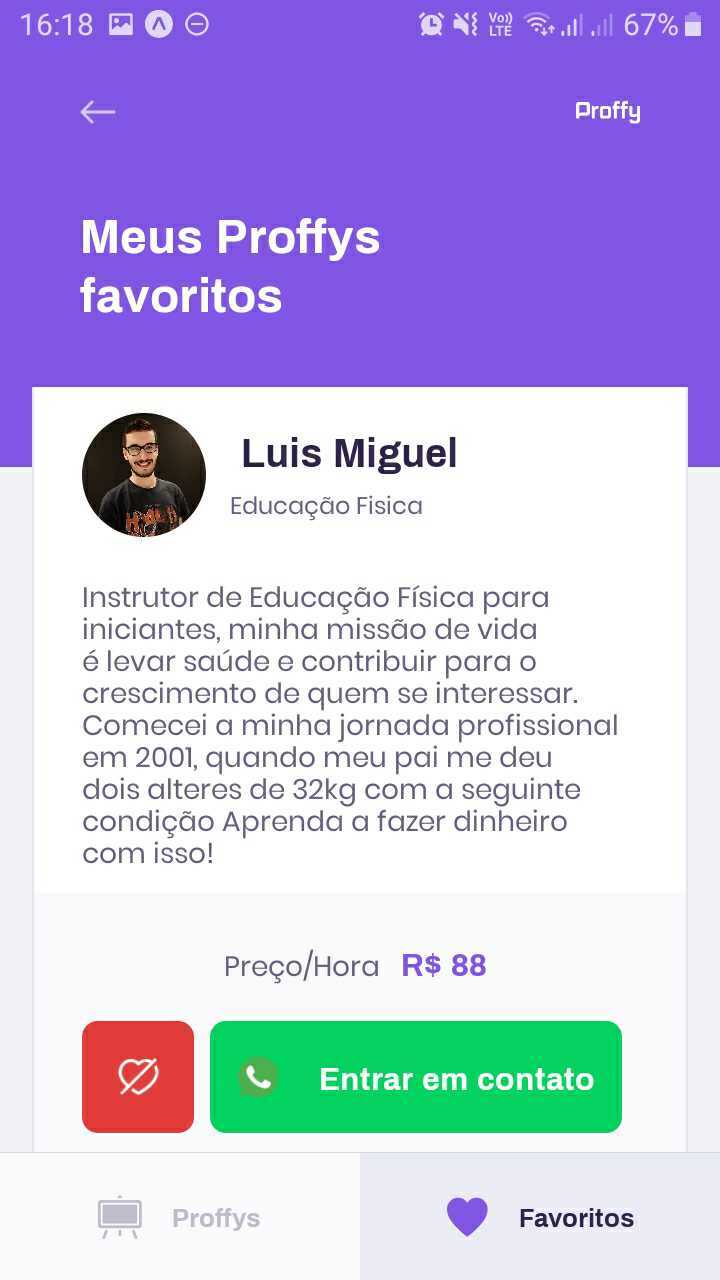 16:18
Vo))
LTE
67%
Proffy
Meus Proffys
favoritos
Luis Miguel
Educação Fisica
Instrutor de Educação Física para
iniciantes, minha missão de vida
é levar saúde e contribuir para o
crescimento de quem se interessar.
Comecei a minha jornada profissional
em 2001, quando meu pai me deu
dois alteres de 32kg com a seguinte
condição Aprenda a fazer dinheiro
com isso!
Preço/Hora R$ 88
Entrar em contato
Proffys
Favoritos